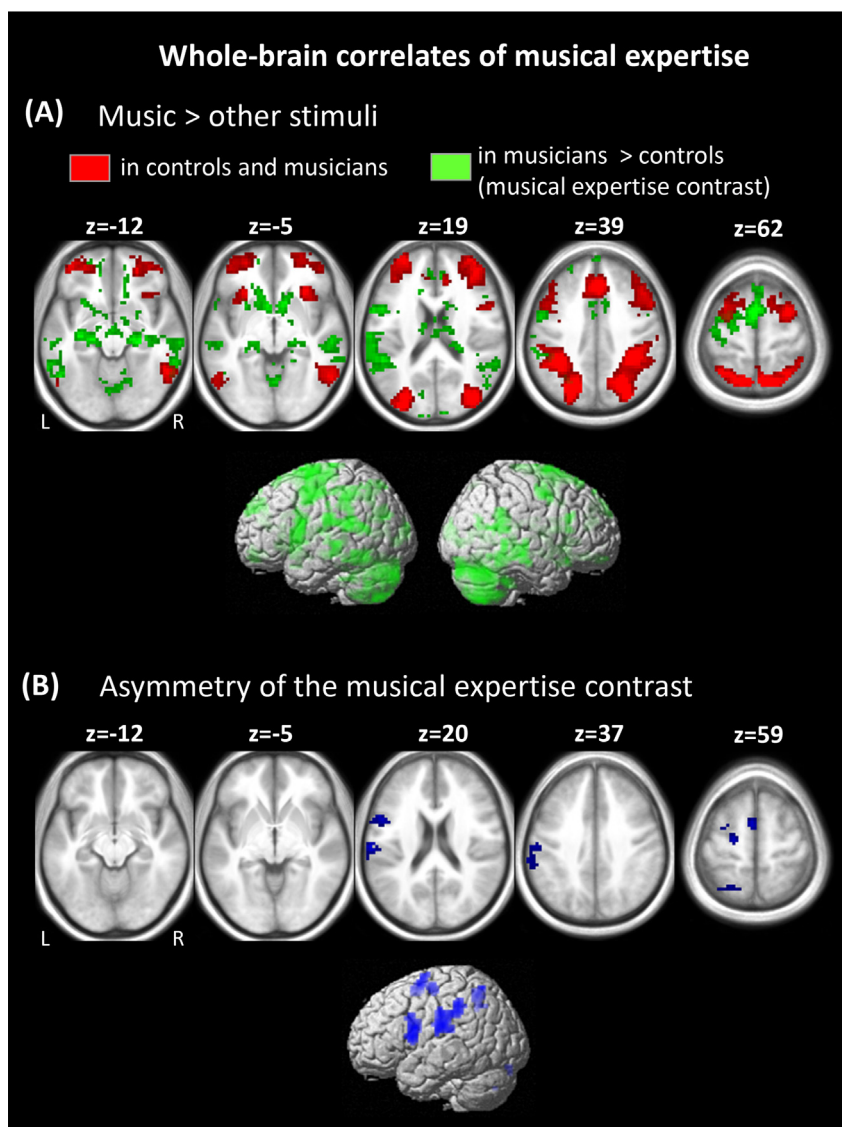 Whole-brain correlates of musical expertise
(A) Music > other stimuli
in controls and musicians
in musicians > controls
(musical expertise contrast)
z=-12 z=-5 z=19 z=39 z=62
L R
(B) Asymmetry of the musical expertise contrast
z=-12 z=-5 z=20 z=37 z=59
L R